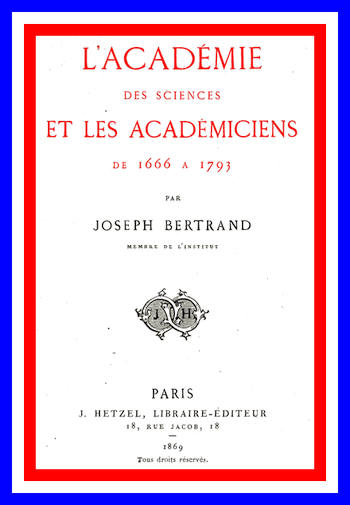 L'ACADÉMIE
DES SCIENCES
ET LES ACADÉMICIENS
DE 1666 A 1793
PAR
JOSEPH BERTRAND
MEMBRE DE L'INSTITUT
J H
PARIS
J. HETZEL, LIBRAIRE-ÉDITEUR
18, RUE JACOB, 18
1869
Tous droits réservés.